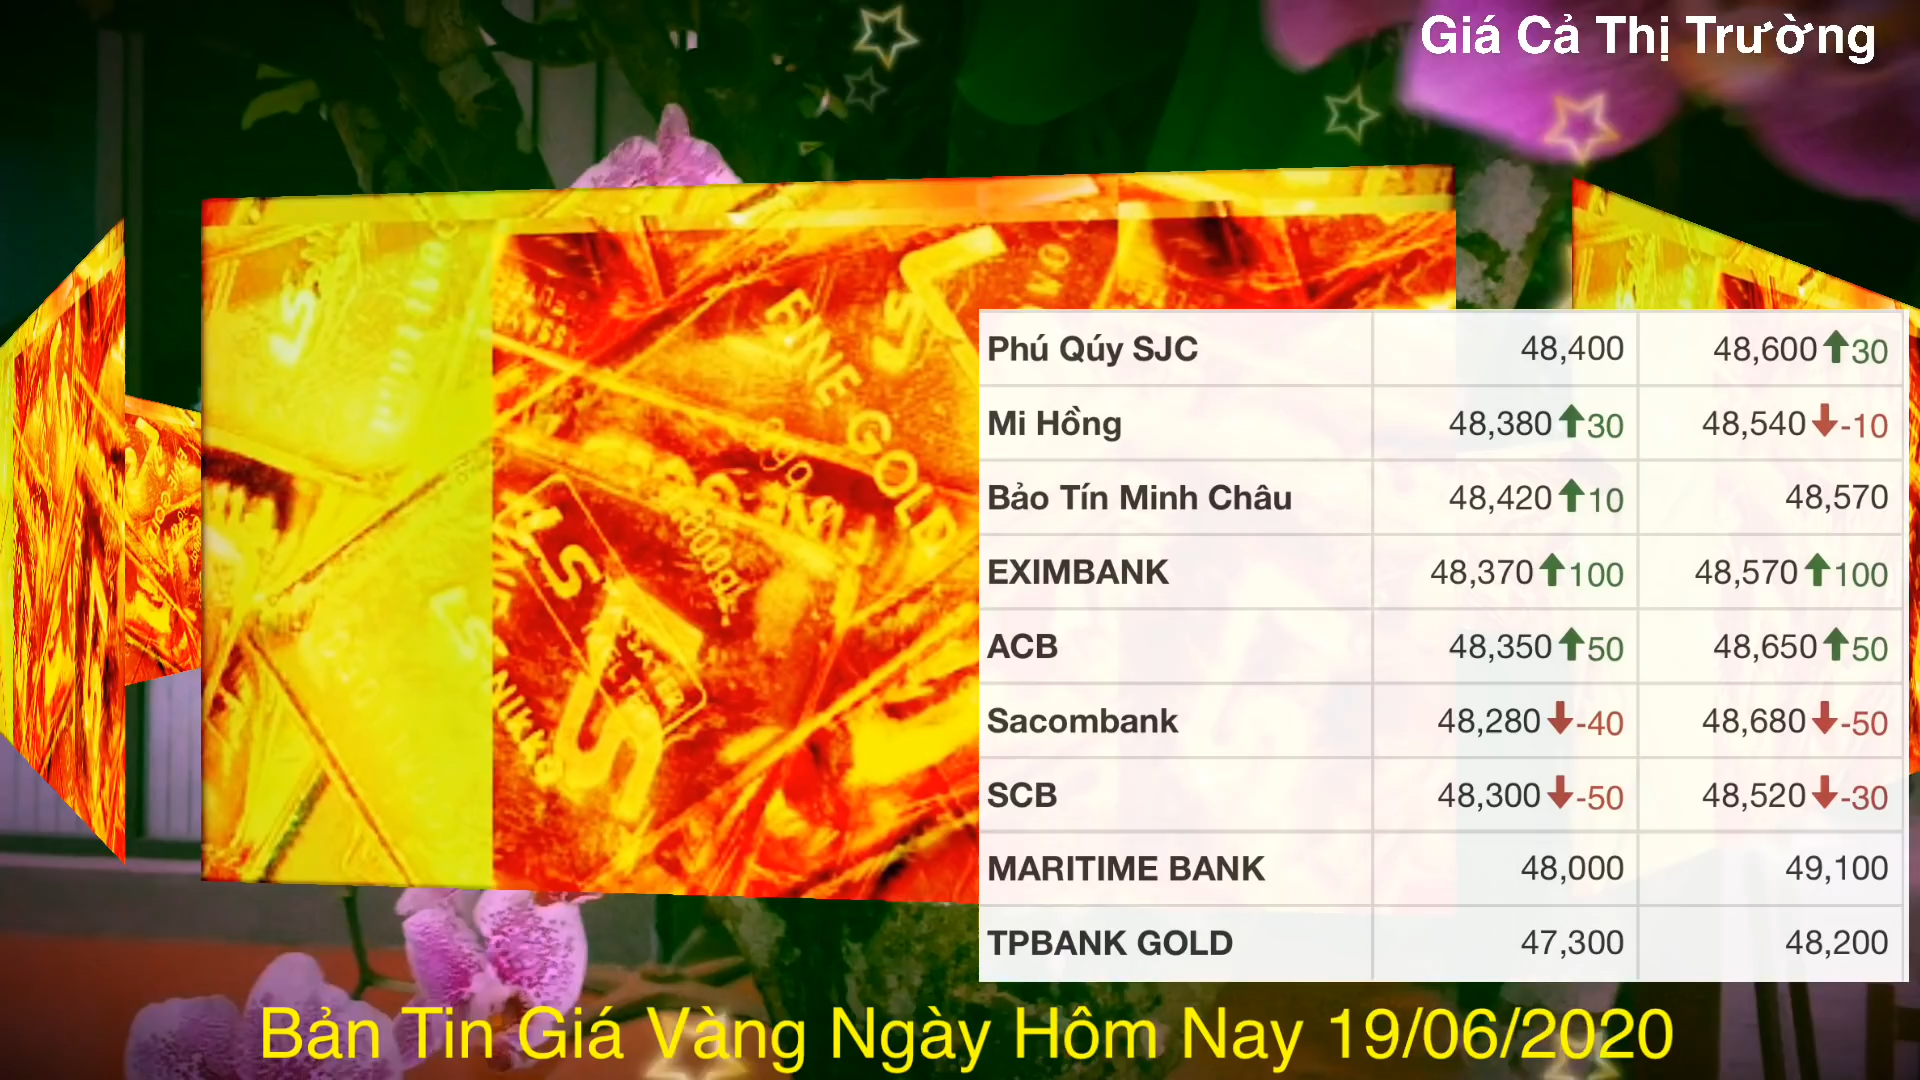 Giá Cả Thị Trường
FINE GOLD
Phú Qúy SJC 48,400 48,600 30
Mi Hồng 48,380 30 48,540 -10
Bảo Tín Minh Châu 48,420 10 48,570
EXIMBANK 48,370 100 48,570 100
ACB 48,350 50 48,650 50
Sacombank 48,280 -40 48,680 -50
SCB 48,300 -50 48,520 -30
MARITIME BANK 48,000 49,100
TPBANK GOLD 47,300 48,200
Bản Tin Giá Vàng Ngày Hôm Nay 19/06/2020